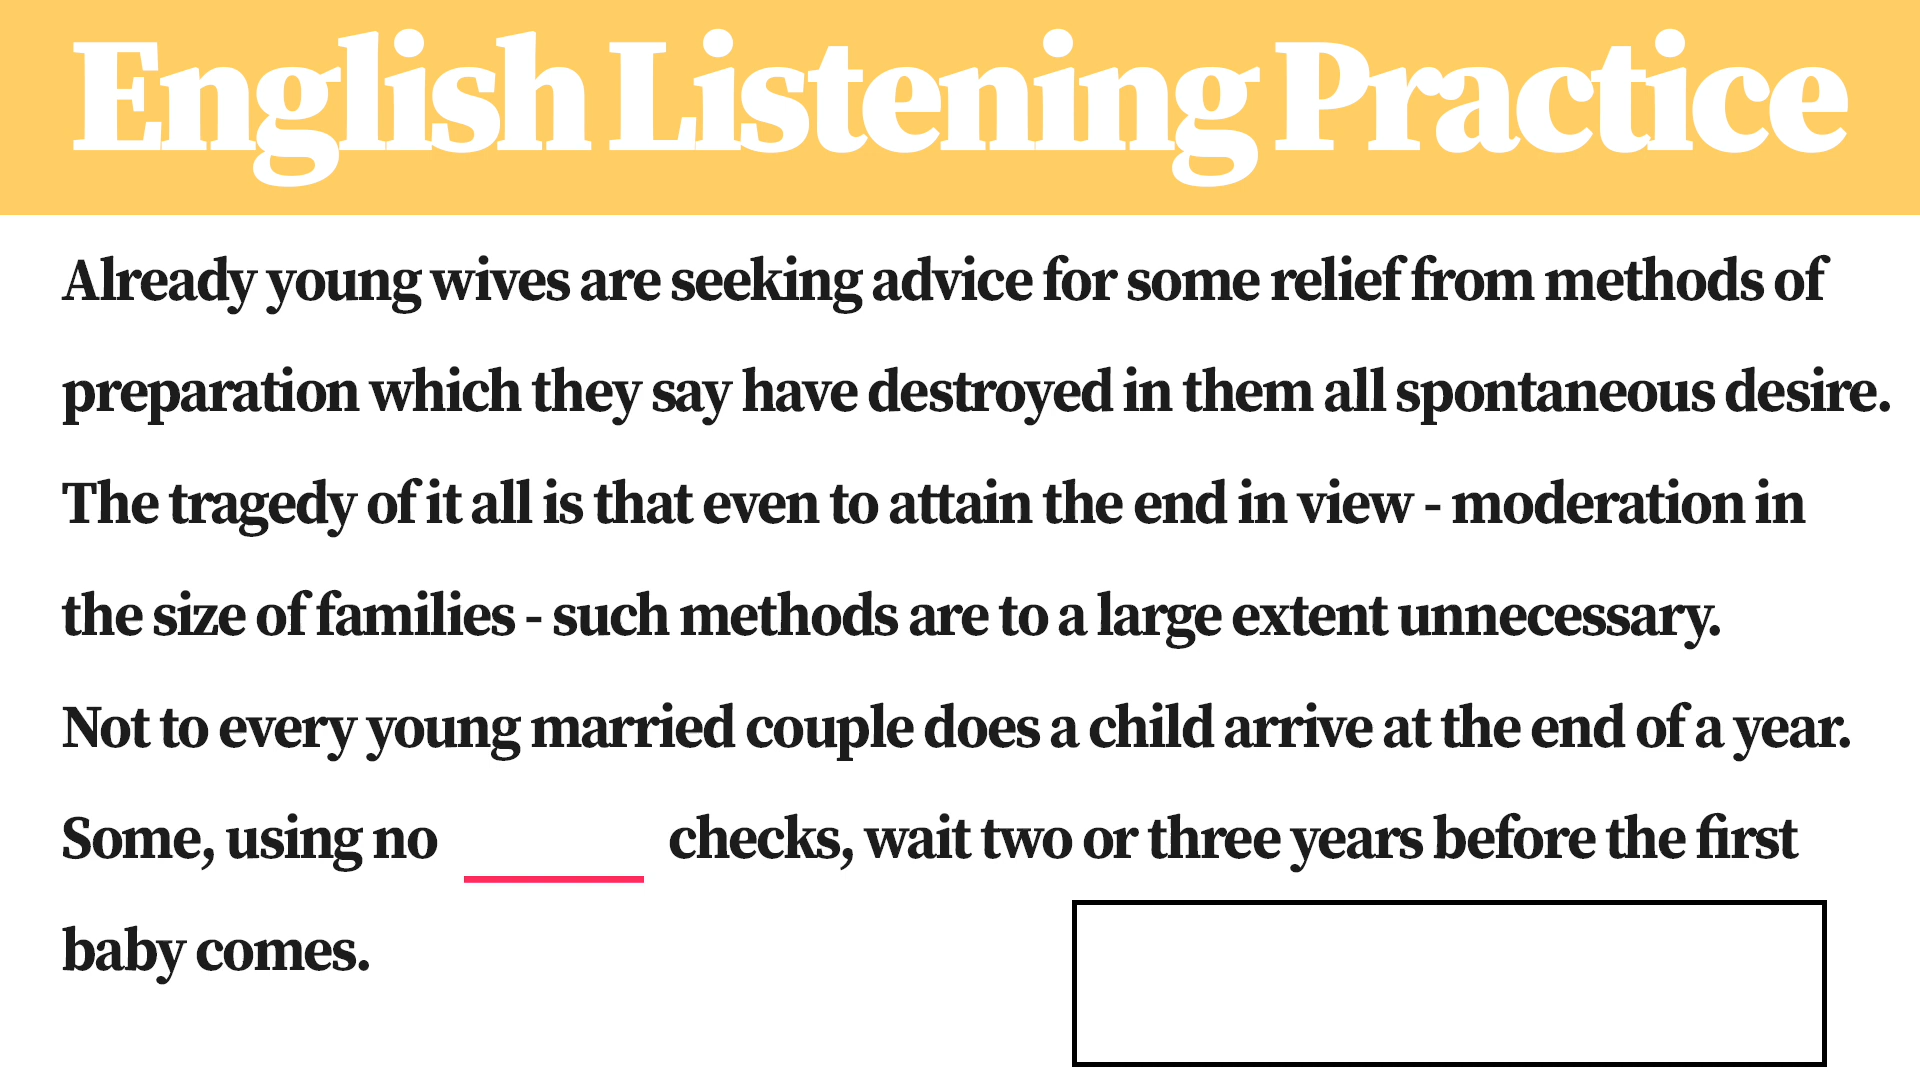 English Listening Practice
Already young wives are seeking advice for some relief from methods of
preparation which they say have destroyed in them all spontaneous desire.
The tragedy of it all is that even to attain the end in view - moderation in
the size of families - such methods are to a large extent unnecessary.
Not to every young married couple does a child arrive at the end of a year.
Some, using no ______ checks, wait two or three years before the first
baby comes.